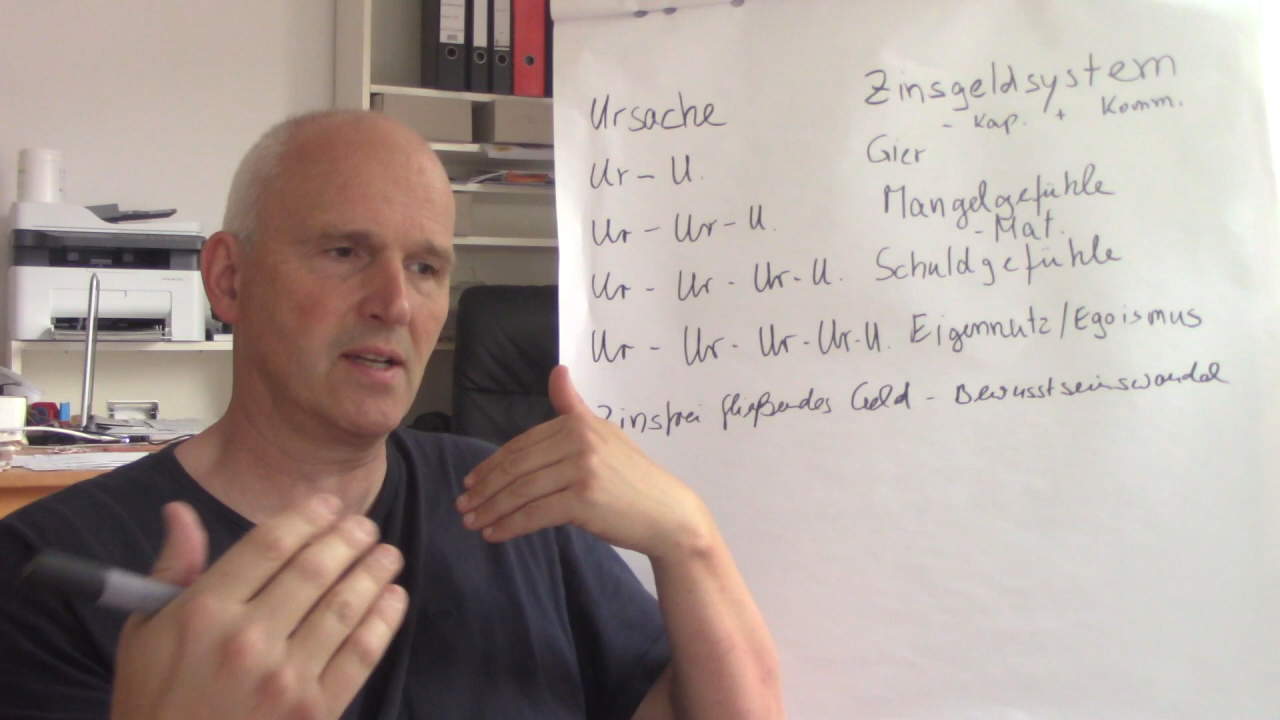 Ursache Zinsgeldsystem
- Kap. + Komm.
Ur - U. Gier
Ur - Ur - U. Mangelgefühle
- Mat.
Ur - Ur - Ur - U. Schuldgefühle
Ur - Ur - Ur - Ur - U. Eigennutz/Egoismus
Zinsfrei fließendes Geld - Bewusstseinswandel